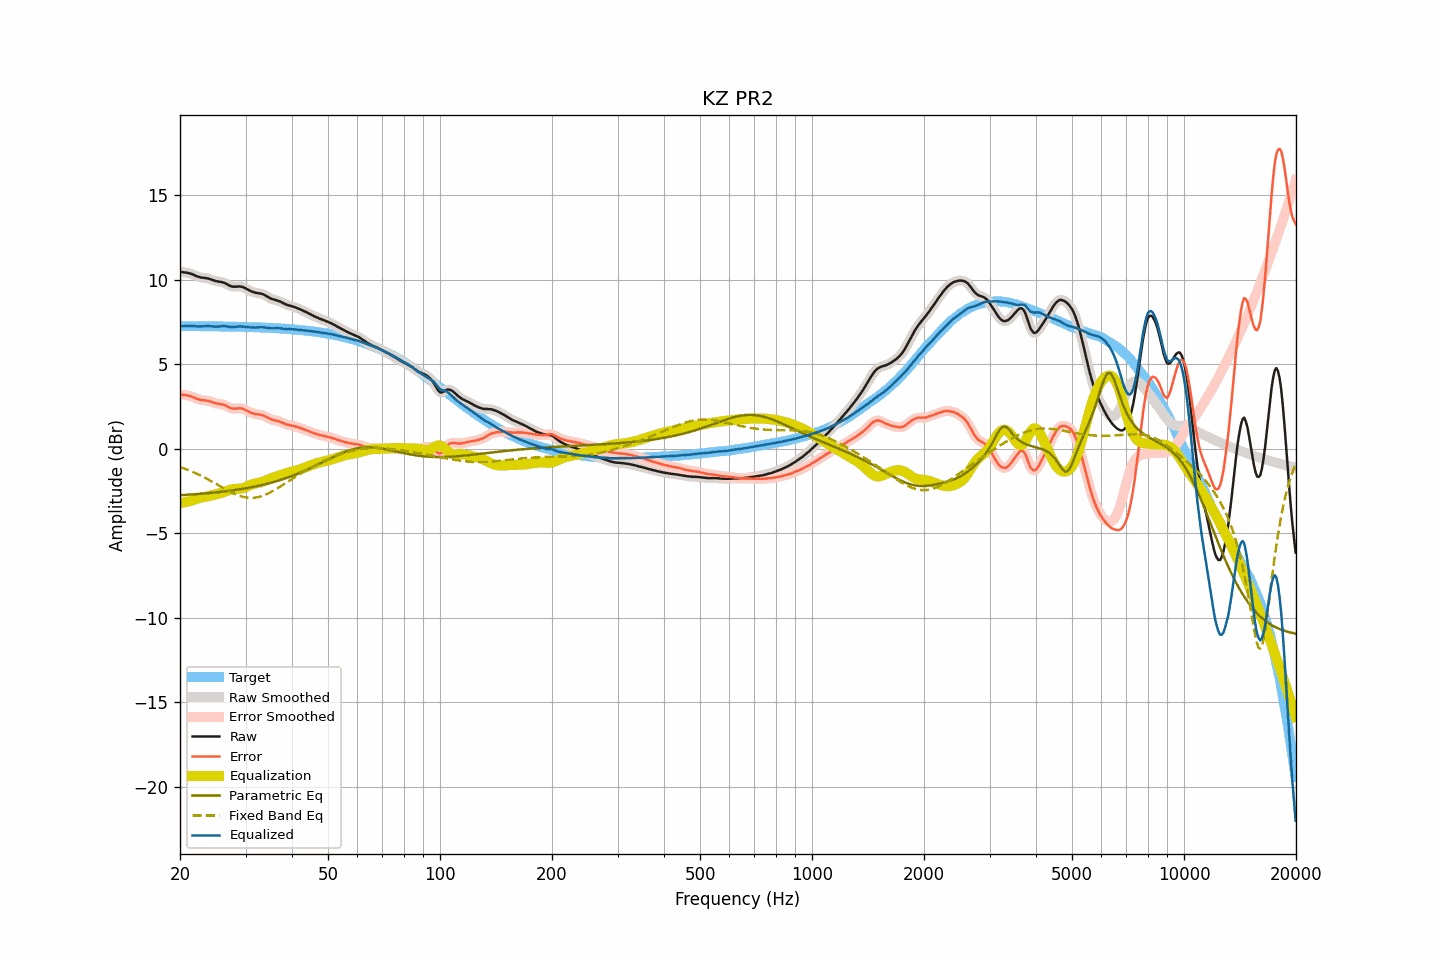 KZ PR2
Amplitude (dBr)
15
10
5
0
−5
−10
−15
−20
Target
Raw Smoothed
Error Smoothed
Raw
Error
Equalization
Parametric Eq
Fixed Band Eq
Equalized
20 50 100 200 500 1000 2000 5000 10000 20000
Frequency (Hz)